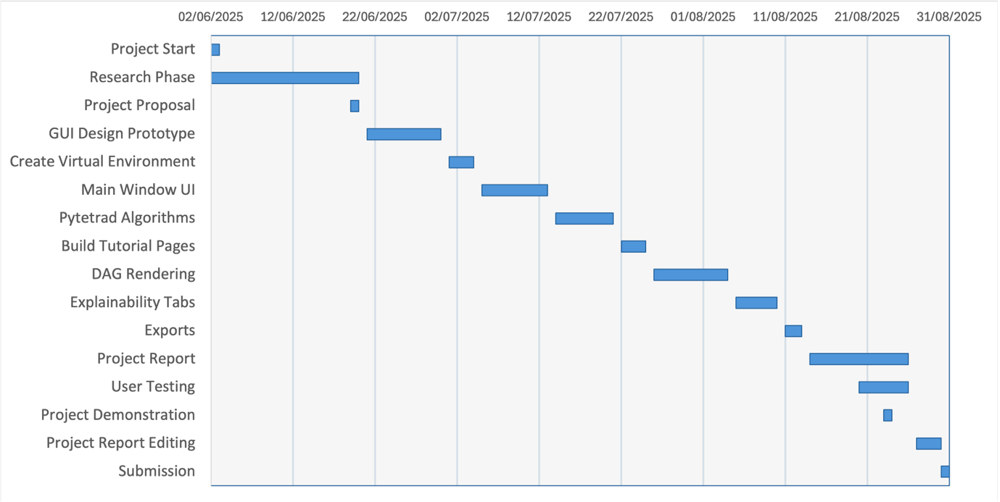 02/06/2025 12/06/2025 22/06/2025 02/07/2025 12/07/2025 22/07/2025 01/08/2025 11/08/2025 21/08/2025 31/08/2025
Project Start
Research Phase
Project Proposal
GUI Design Prototype
Create Virtual Environment
Main Window UI
Pytetrad Algorithms
Build Tutorial Pages
DAG Rendering
Explainability Tabs
Exports
Project Report
User Testing
Project Demonstration
Project Report Editing
Submission